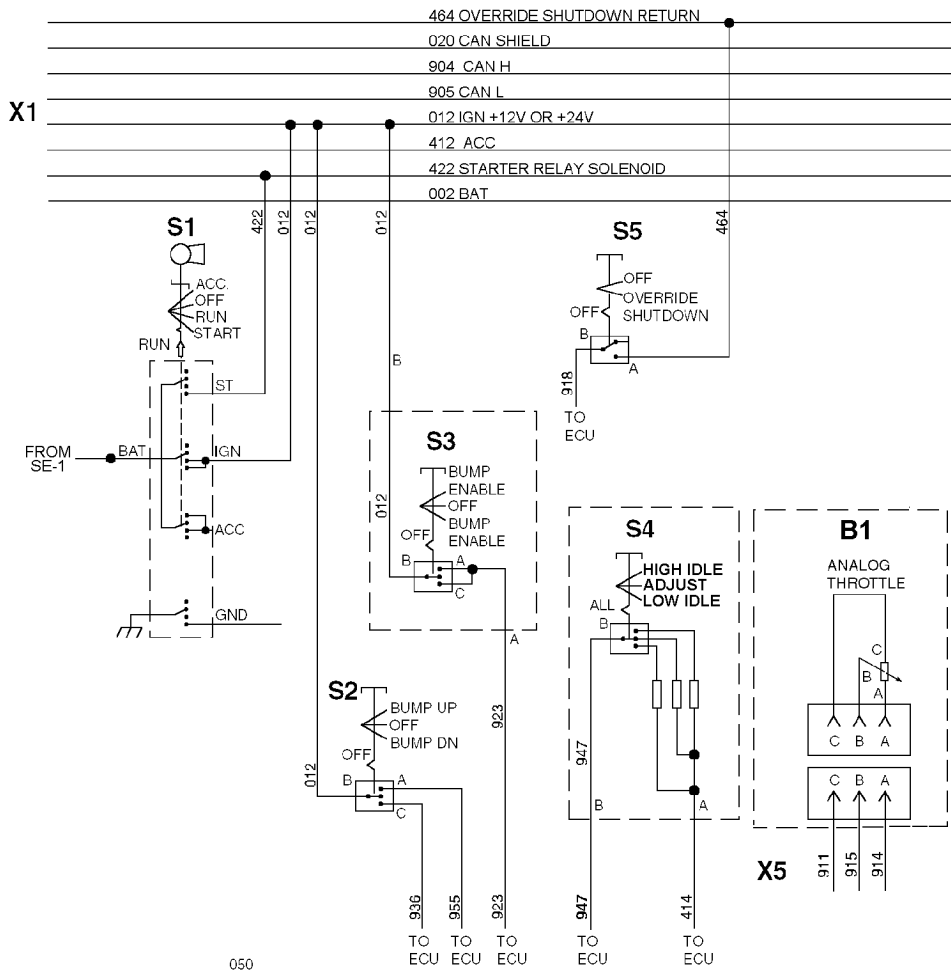 464 OVERRIDE SHUTDOWN RETURN
020 CAN SHIELD
904 CAN H
905 CAN L
X1
012 IGN +12V OR +24V
412 ACC
422 STARTER RELAY SOLENOID
002 BAT
422
012
012
012
464
S1
ACC.
OFF
RUN
START
RUN
ST
FROM
SE-1
BAT
IGN
ACC
GND
S5
OFF
OVERRIDE
SHUTDOWN
OFF
B
A
918
TO
ECU
B
S3
BUMP
ENABLE
OFF
BUMP
ENABLE
012
OFF
B
A
C
A
923
S4
HIGH IDLE
ADJUST
LOW IDLE
ALL
B
947
B
A
B1
ANALOG
THROTTLE
C
B
A
C B A
C B A
X5
911
915
914
S2
BUMP UP
OFF
BUMP DN
OFF
012
B
A
C
936
955
923
947
414
TO
ECU
TO
ECU
TO
ECU
TO
ECU
TO
ECU
050